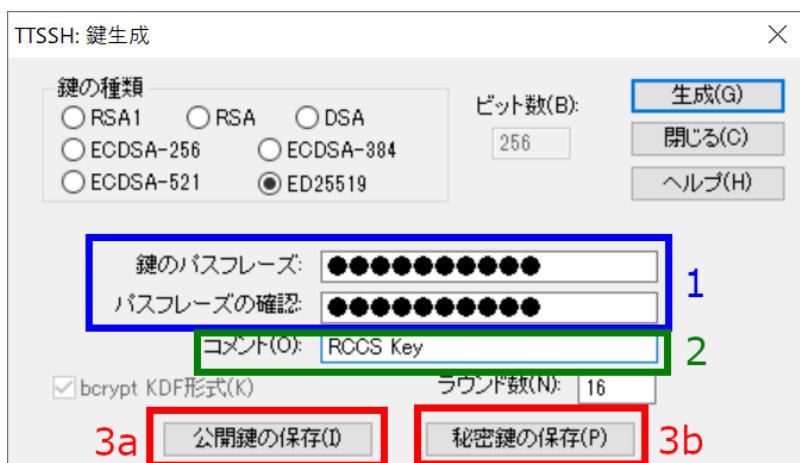 TTSSH: 鍵生成
鍵の種類
RSA1 RSA DSA
ECDSA-256 ECDSA-384
ECDSA-521 ED25519
ビット数(B):
256
生成(G)
閉じる(C)
ヘルプ(H)
鍵のパスフレーズ: ●●●●●●●●●●
パスフレーズの確認: ●●●●●●●●●●
1
コメント(O): RCCS Key
2
bcrypt KDF形式(K) ラウンド数(N): 16
3a 公開鍵の保存(I) 秘密鍵の保存(P) 3b